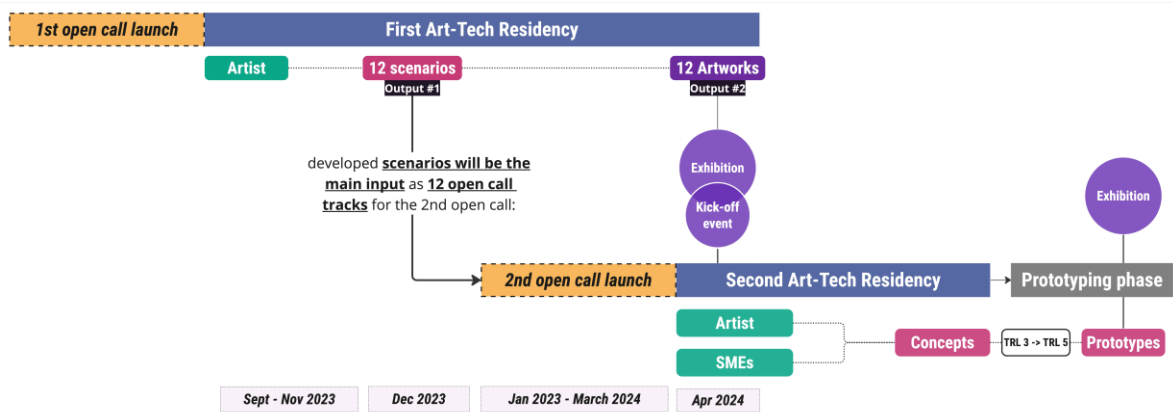 1st open call launch
First Art-Tech Residency
Artist
12 scenarios
12 Artworks
Output #1
Output #2
developed scenarios will be the
main input as 12 open call
tracks for the 2nd open call:
Exhibition
Kick-off
event
Exhibition
2nd open call launch
Second Art-Tech Residency
Prototyping phase
Artist
SMEs
Concepts
TRL 3 -> TRL 5
Prototypes
Sept - Nov 2023
Dec 2023
Jan 2023 - March 2024
Apr 2024